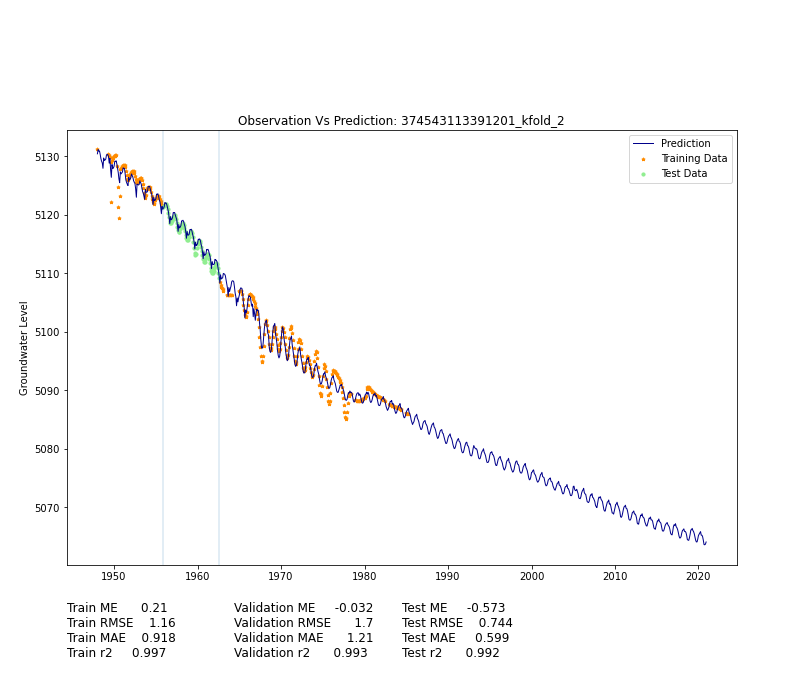 Observation Vs Prediction: 374543113391201_kfold_2
Prediction
Training Data
Test Data
Groundwater Level
5130
5120
5110
5100
5090
5080
5070
1950 1960 1970 1980 1990 2000 2010 2020
Train ME 0.21 Validation ME -0.032 Test ME -0.573
Train RMSE 1.16 Validation RMSE 1.7 Test RMSE 0.744
Train MAE 0.918 Validation MAE 1.21 Test MAE 0.599
Train r2 0.997 Validation r2 0.993 Test r2 0.992